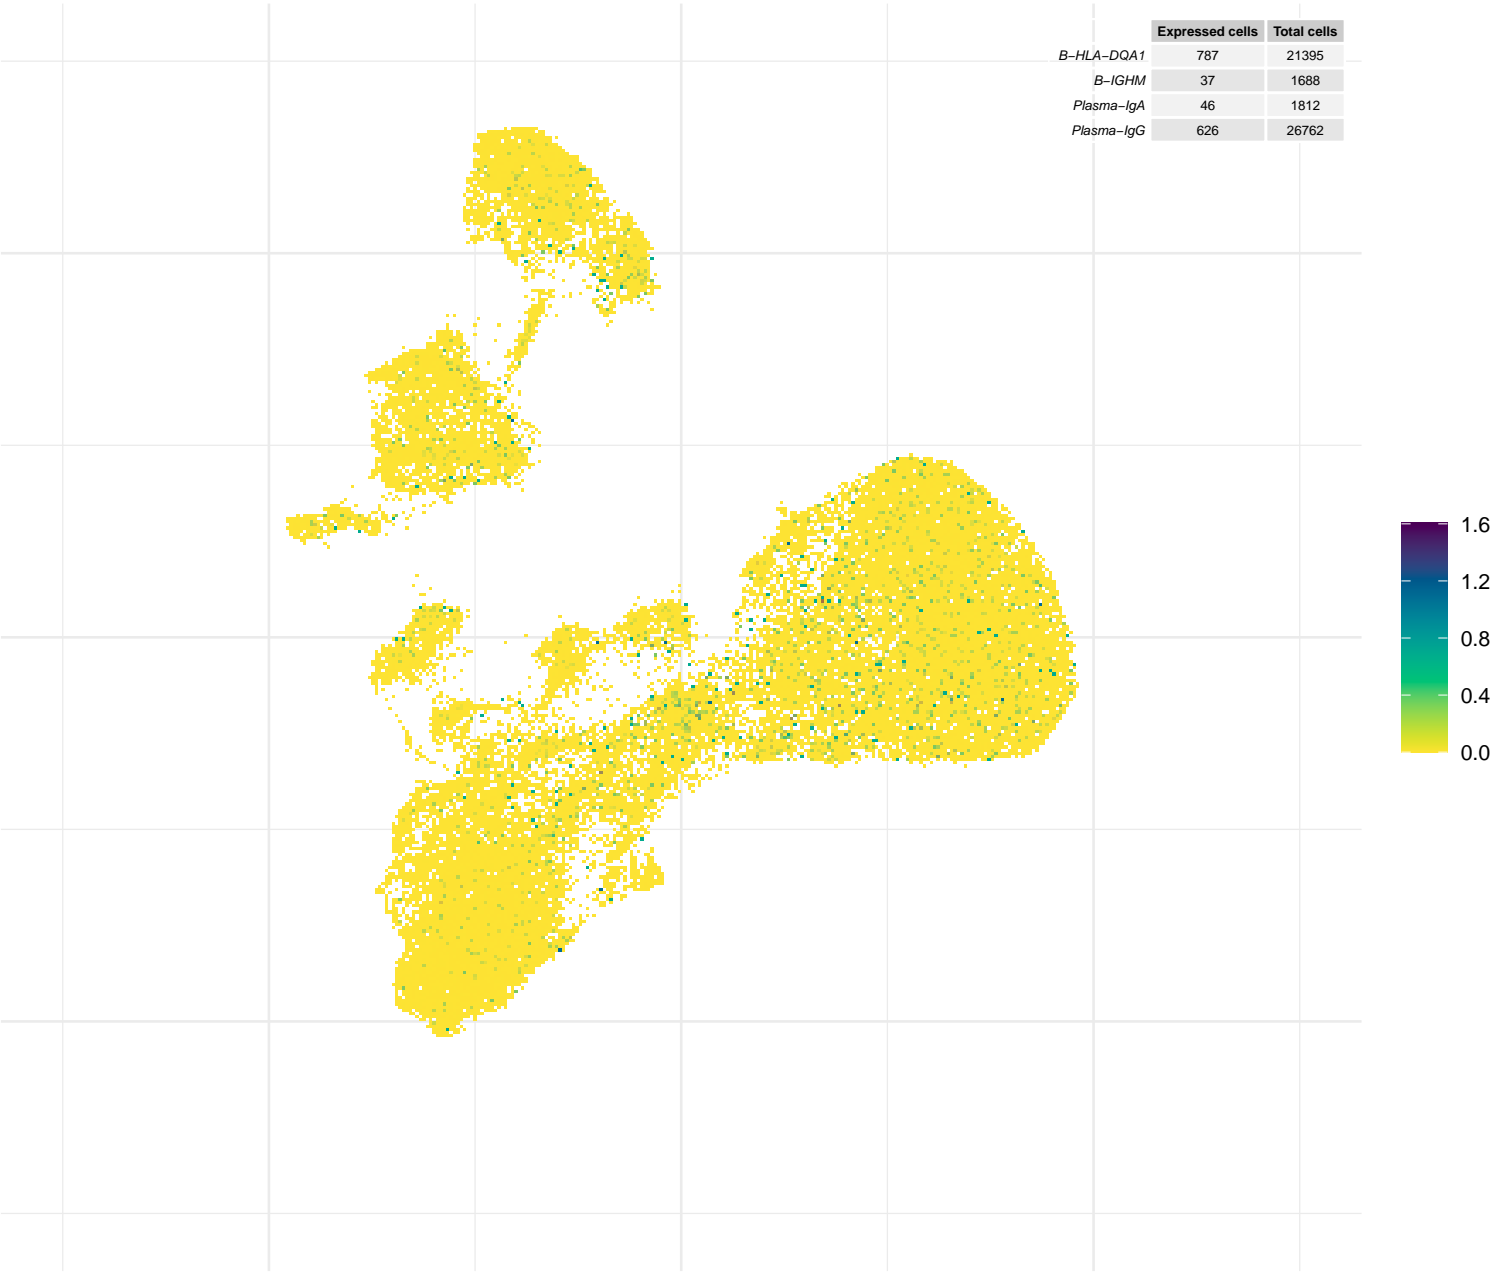 Expressed cells Total cells
B−HLA−DQA1 787 21395
B−IGHM 37 1688
Plasma−IgA 46 1812
Plasma−IgG 626 26762
1.6
1.2
0.8
0.4
0.0